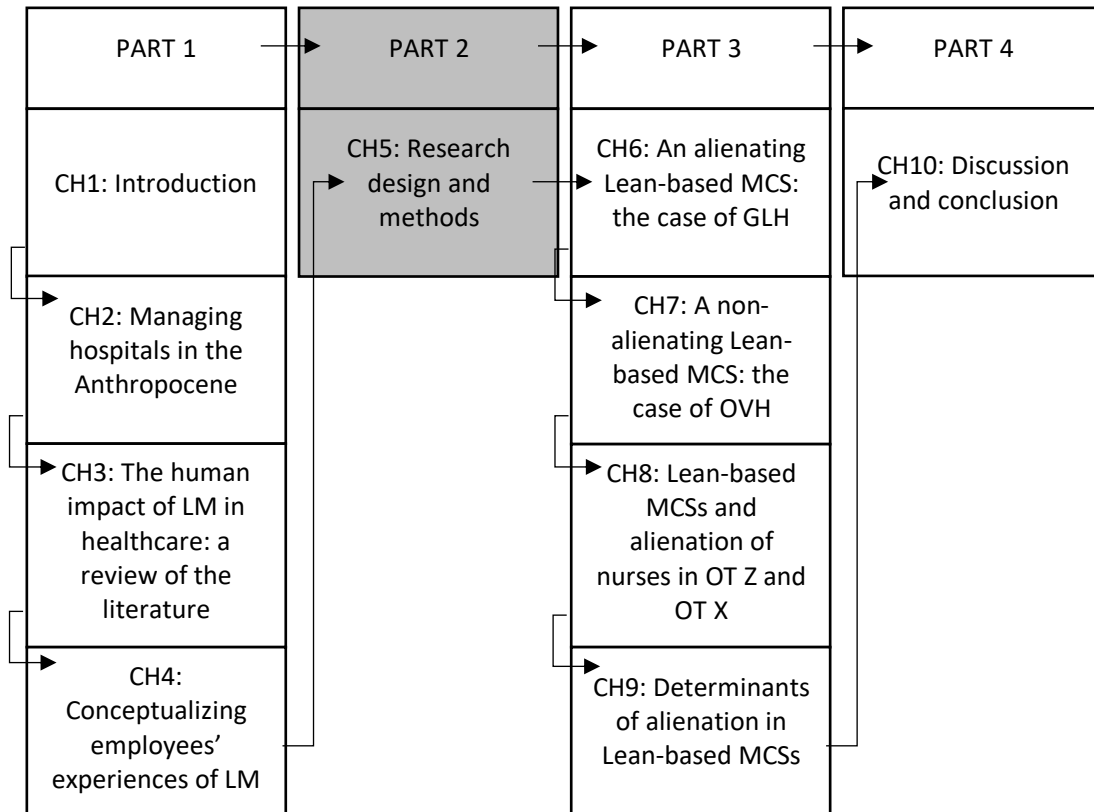 PART 1
PART 2
PART 3
PART 4
CH1: Introduction
CH2: Managing
hospitals in the
Anthropocene
CH3: The human
impact of LM in
healthcare: a
review of the
literature
CH4:
Conceptualizing
employees’
experiences of LM
CH5: Research
design and
methods
CH6: An alienating
Lean-based MCS:
the case of GLH
CH7: A non-
alienating Lean-
based MCS: the
case of OVH
CH8: Lean-based
MCSs and
alienation of
nurses in OT Z and
OT X
CH9: Determinants
of alienation in
Lean-based MCSs
CH10: Discussion
and conclusion